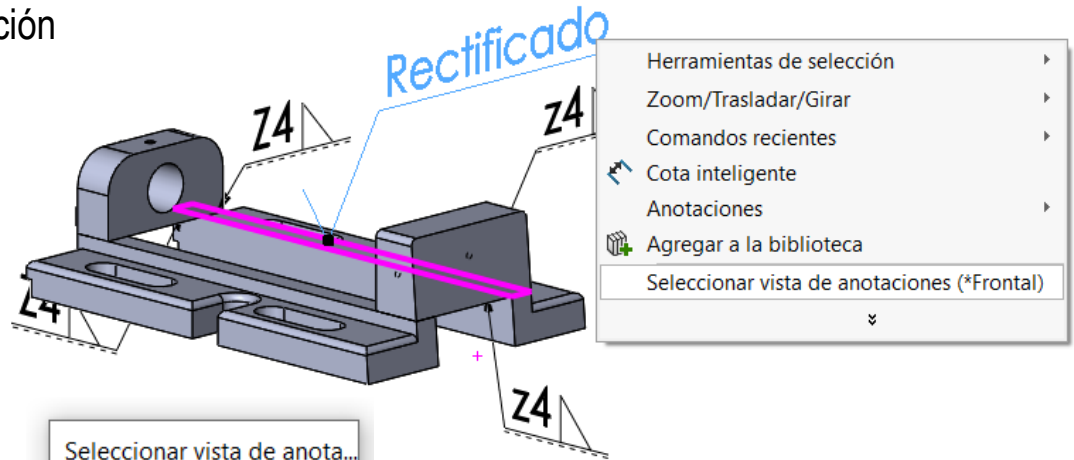 ción
Rectificado
Z4
Z4
Z4
Z4
Herramientas de selección
Zoom/Trasladar/Girar
Comandos recientes
Cota inteligente
Anotaciones
Agregar a la biblioteca
Seleccionar vista de anotaciones (*Frontal)
Seleccionar vista de anota...